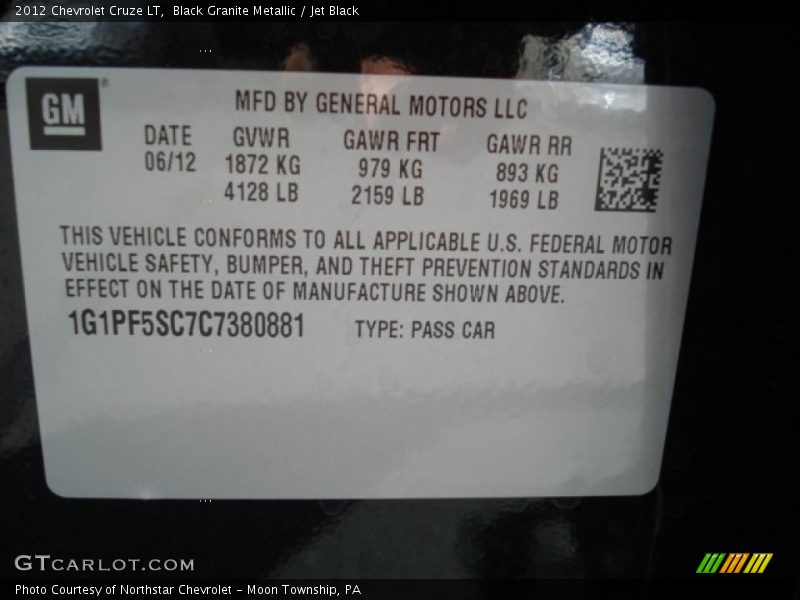 2012 Chevrolet Cruze LT,  Black Granite Metallic / Jet Black
GM®
MFD BY GENERAL MOTORS LLC
DATE GVWR GAWR FRT GAWR RR
06/12 1872 KG 979 KG 893 KG
4128 LB 2159 LB 1969 LB
THIS VEHICLE CONFORMS TO ALL APPLICABLE U.S. FEDERAL MOTOR
VEHICLE SAFETY, BUMPER, AND THEFT PREVENTION STANDARDS IN
EFFECT ON THE DATE OF MANUFACTURE SHOWN ABOVE.
1G1PF5SC7C7380881 TYPE: PASS CAR
GTCARLOT.COM
Photo Courtesy of Northstar Chevrolet - Moon Township, PA